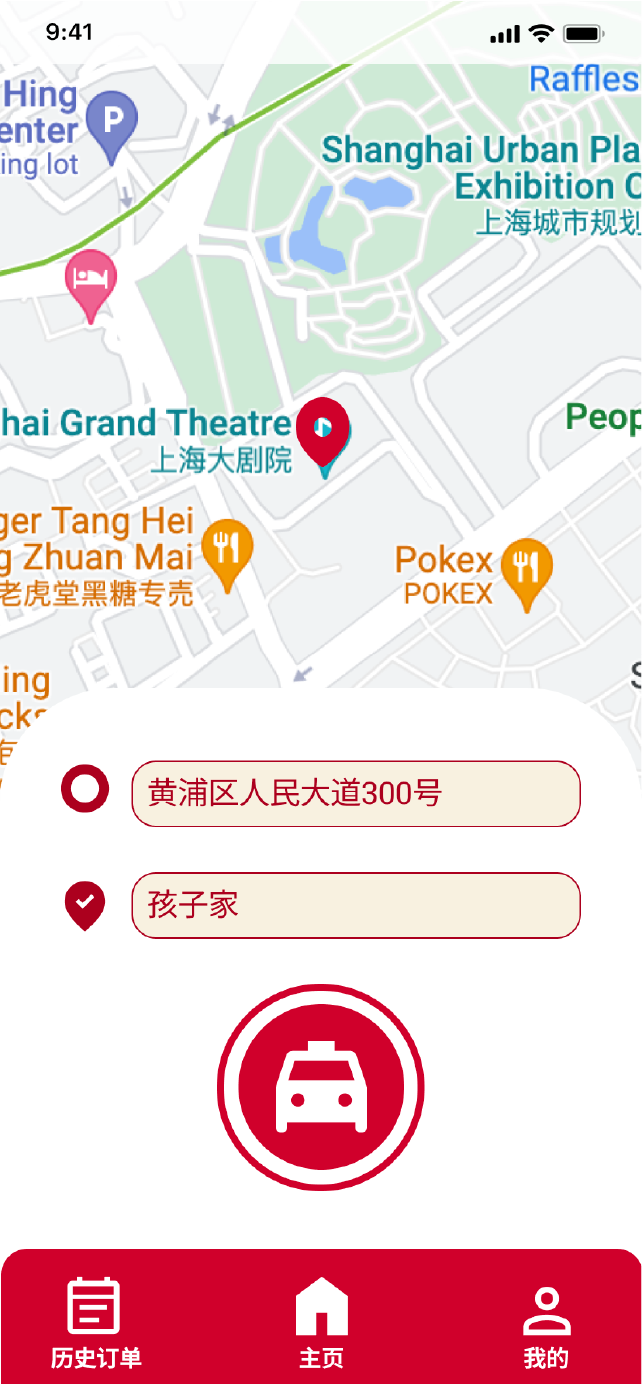 9:41
Raffles
Hing
enter
ing lot
P
Shanghai Urban Pla
Exhibition C
上海城市规划
hai Grand Theatre
上海大剧院
Peop
ger Tang Hei
g Zhuan Mai
老虎堂黑糖专売
Pokex
POKEX
ing
cks
S
黄浦区人民大道300号
孩子家
历史订单
主页
我的